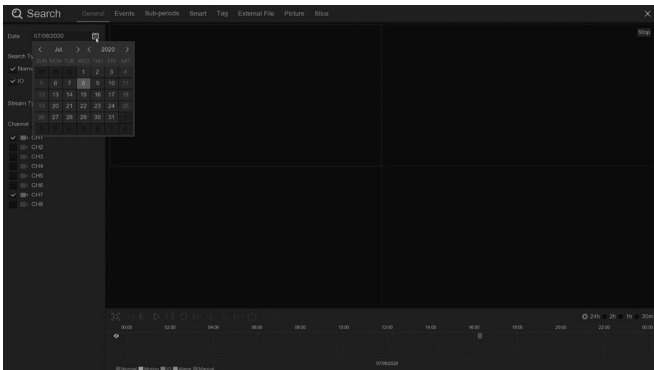 Search General Events Sub-periods Smart Tag External File Picture Slice
Date 07/08/2020
Stop
Jul. 2020
SUN MON TUE WED THU FRI SAT
1 2 3 4
5 6 7 8 9 10 11
12 13 14 15 16 17 18
19 20 21 22 23 24 25
26 27 28 29 30 31
Search Ty
Norm
IO
Stream Ty
Channel
CH1
CH2
CH3
CH4
CH5
CH6
CH7
CH8
24h 2h 1h 30m
00:00 02:00 04:00 06:00 08:00 10:00 12:00 14:00 16:00 18:00 20:00 22:00 00:00
07/08/2020
Normal Motion IO Alarm Manual